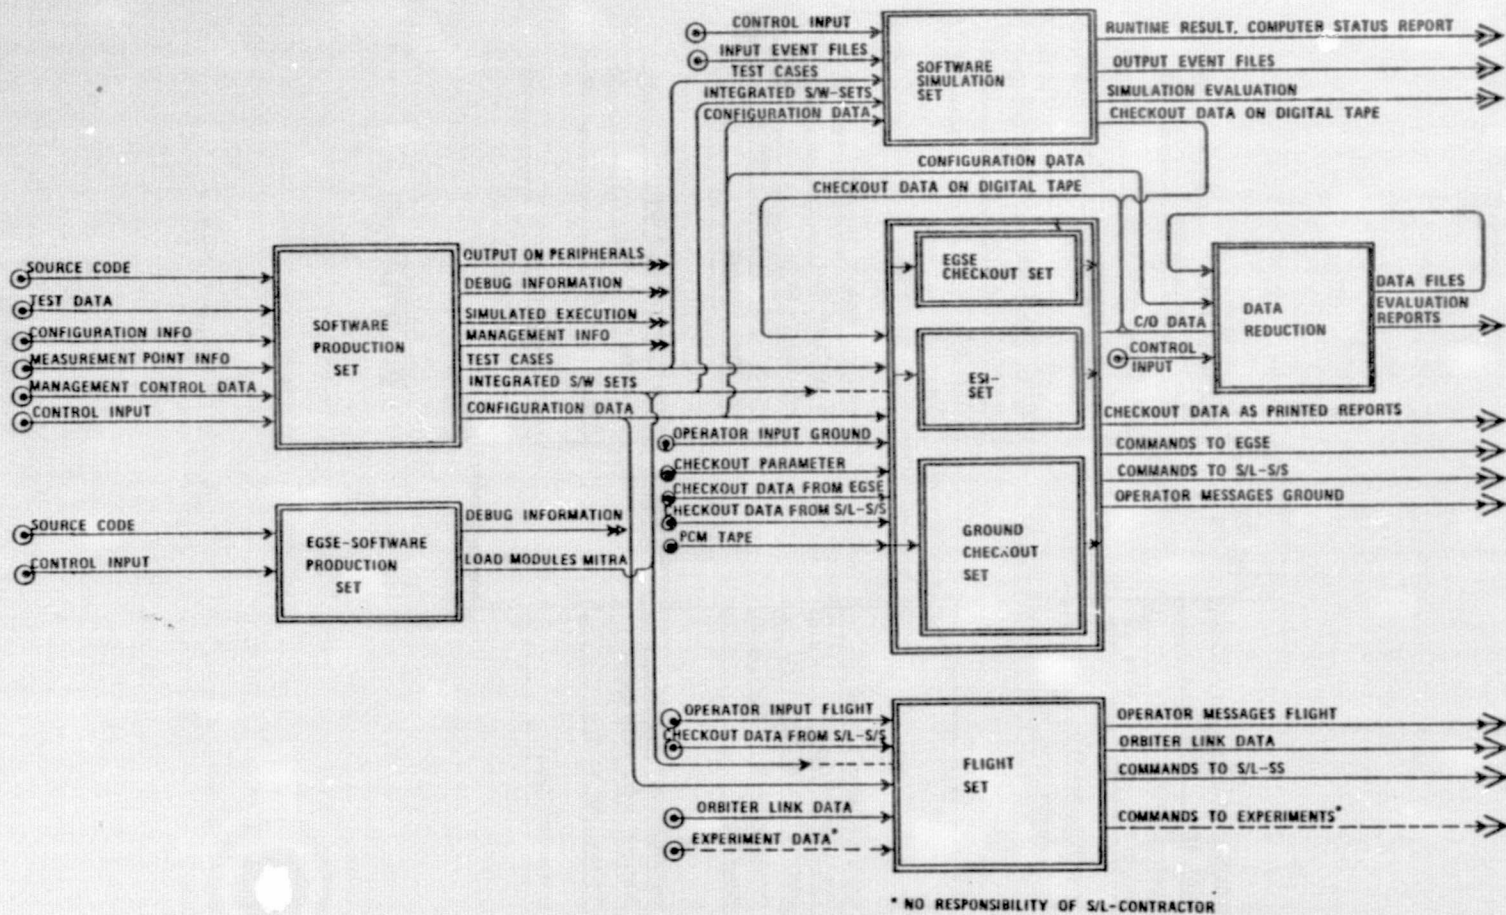 CONTROL INPUT
INPUT EVENT FILES
TEST CASES
INTEGRATED S/W-SETS
CONFIGURATION DATA
SOFTWARE
SIMULATION
SET
RUNTIME RESULT, COMPUTER STATUS REPORT
OUTPUT EVENT FILES
SIMULATION EVALUATION
CHECKOUT DATA ON DIGITAL TAPE
CONFIGURATION DATA
CHECKOUT DATA ON DIGITAL TAPE
SOURCE CODE
TEST DATA
CONFIGURATION INFO
MEASUREMENT POINT INFO
MANAGEMENT CONTROL DATA
CONTROL INPUT
SOFTWARE
PRODUCTION
SET
OUTPUT ON PERIPHERALS
DEBUG INFORMATION
SIMULATED EXECUTION
MANAGEMENT INFO
TEST CASES
INTEGRATED S/W SETS
CONFIGURATION DATA
EGSE
CHECKOUT SET
ESI-
SET
GROUND
CHECKOUT
SET
C/O DATA
CONTROL
INPUT
DATA
REDUCTION
DATA FILES
EVALUATION
REPORTS
OPERATOR INPUT GROUND
CHECKOUT PARAMETER
CHECKOUT DATA FROM EGSE
CHECKOUT DATA FROM S/L-S/S
PCM TAPE
CHECKOUT DATA AS PRINTED REPORTS
COMMANDS TO EGSE
COMMANDS TO S/L-S/S
OPERATOR MESSAGES GROUND
SOURCE CODE
CONTROL INPUT
EGSE-SOFTWARE
PRODUCTION
SET
DEBUG INFORMATION
LOAD MODULES MITRA
OPERATOR INPUT FLIGHT
CHECKOUT DATA FROM S/L-S/S
ORBITER LINK DATA
EXPERIMENT DATA*
FLIGHT
SET
OPERATOR MESSAGES FLIGHT
ORBITER LINK DATA
COMMANDS TO S/L-SS
COMMANDS TO EXPERIMENTS*
* NO RESPONSIBILITY OF S/L-CONTRACTOR